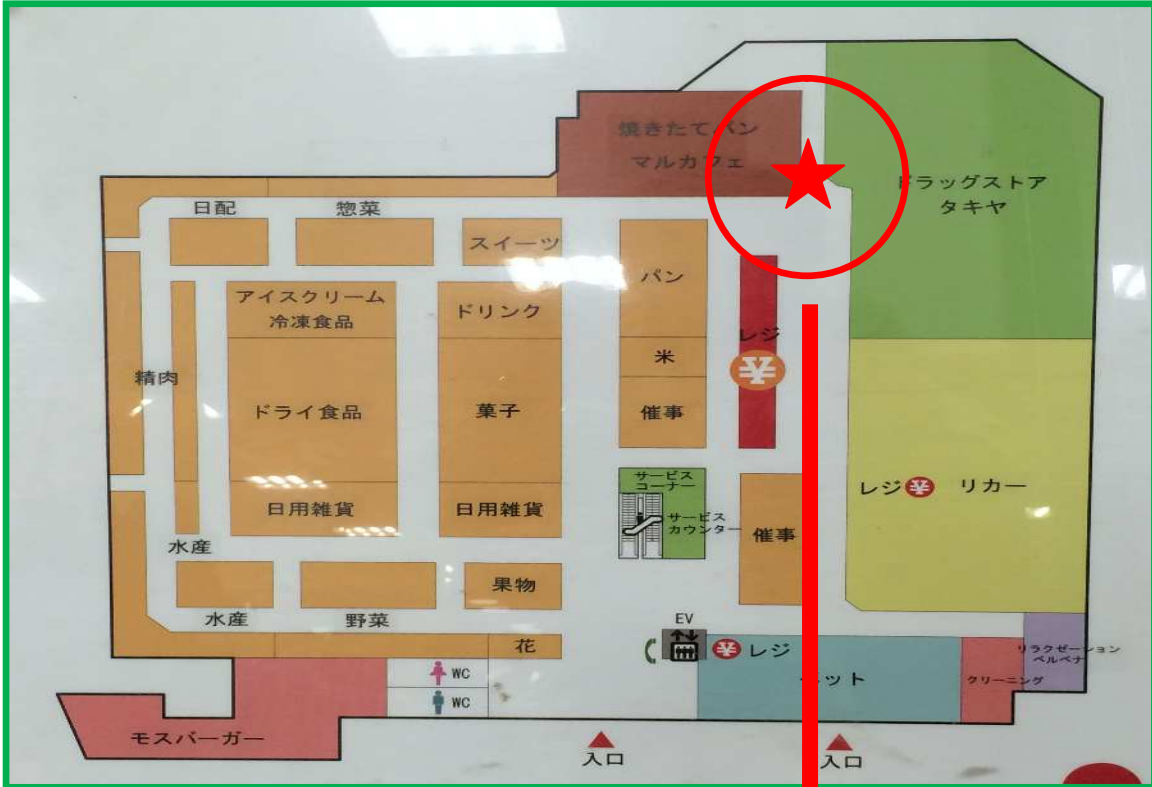 焼きたてパン
マルカフェ
ドラッグストア
タキヤ
日配
惣菜
スイーツ
パン
アイスクリーム
冷凍食品
ドリンク
レジ
米
精肉
ドライ食品
菓子
催事
サービス
コーナー
レジ
リカー
日用雑貨
日用雑貨
サービス
カウンター
催事
水産
果物
水産
野菜
EV
花
レジ
リラクゼーション
ベルベナ
WC
クリーニング
WC
モスバーガー
入口
入口